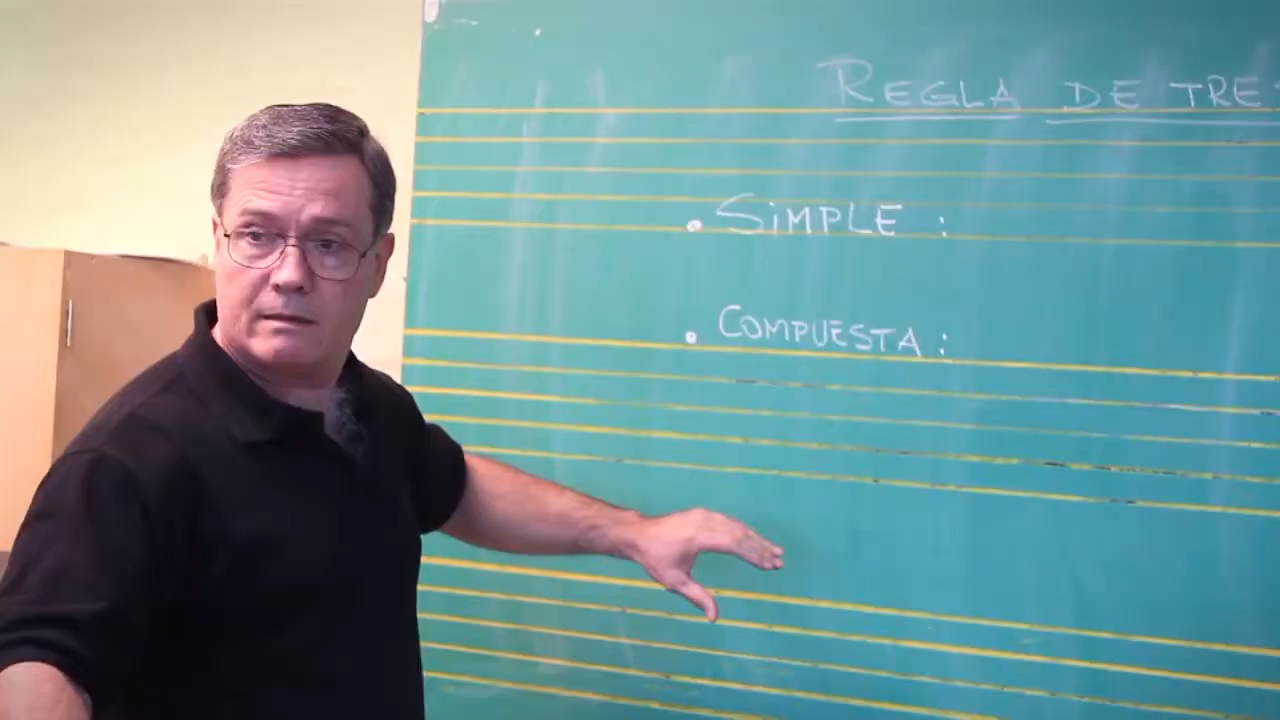 REGLA DE TRE
• SIMPLE :
• COMPUESTA :